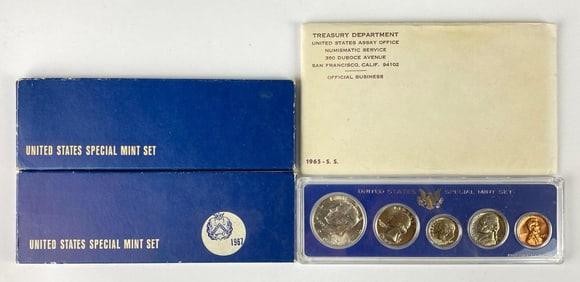 UNITED STATES SPECIAL MINT SET
UNITED STATES SPECIAL MINT SET
1967
TREASURY DEPARTMENT
UNITED STATES ASSAY OFFICE
NUMISMATIC SERVICE
350 DUBOCE AVENUE
SAN FRANCISCO, CALIF. 94102
OFFICIAL BUSINESS
1965 - S. S.
UNITED STATES SPECIAL MINT SET